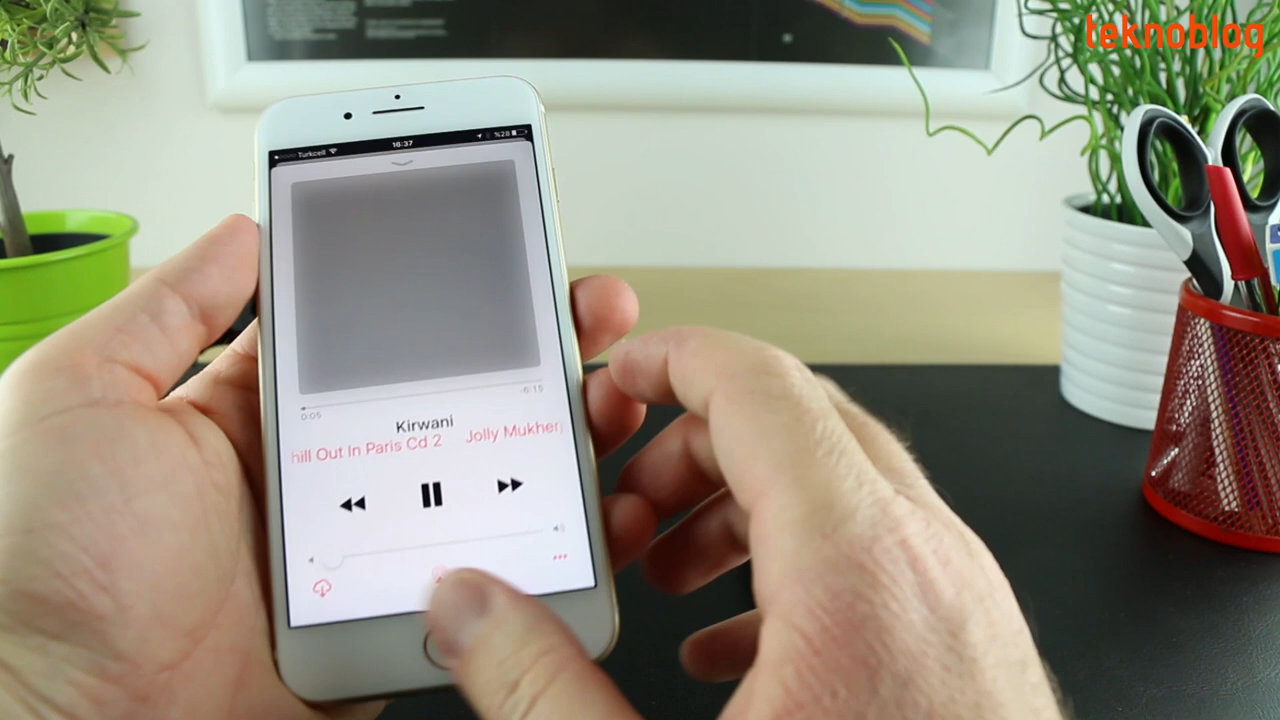 teknoblog
Turkcell
16:37
%28
0:05
-6:15
Kirwani
hill Out In Paris Cd 2 Jolly Mukher